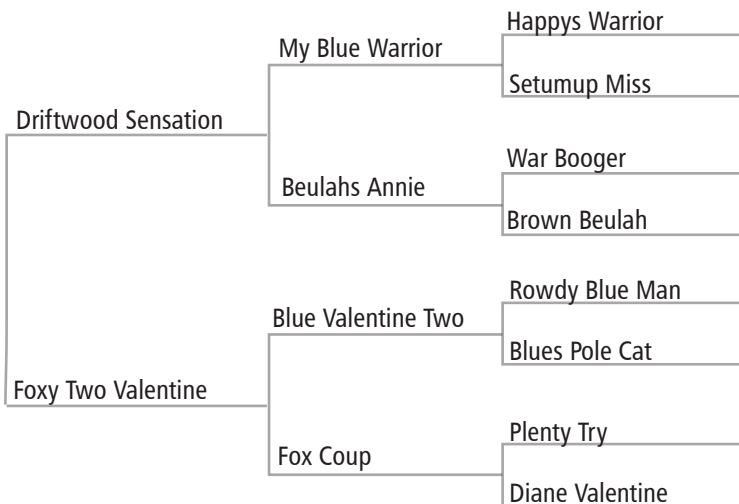 Happys Warrior
My Blue Warrior
Setumup Miss
Driftwood Sensation
War Booger
Beulahs Annie
Brown Beulah
Rowdy Blue Man
Blue Valentine Two
Blues Pole Cat
Foxy Two Valentine
Plenty Try
Fox Coup
Diane Valentine